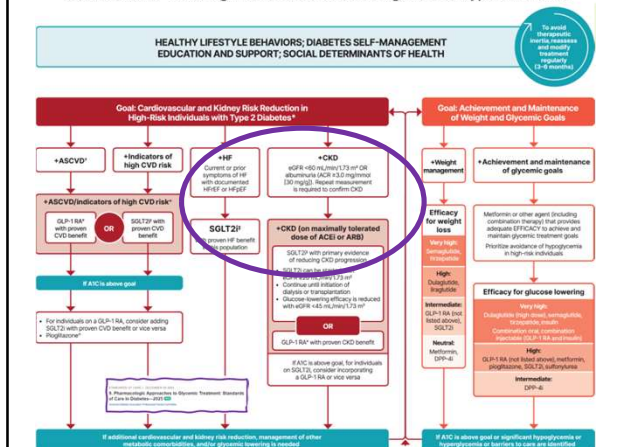 HEALTHY LIFESTYLE BEHAVIORS; DIABETES SELF-MANAGEMENT
EDUCATION AND SUPPORT; SOCIAL DETERMINANTS OF HEALTH
To avoid
therapeutic
inertia, reassess
and modify
treatment
regularly
(3–6 months)
Goal: Cardiovascular and Kidney Risk Reduction in
High-Risk Individuals with Type 2 Diabetes*
+ASCVD†
+Indicators of
high CVD risk
+ASCVD/indicators of high CVD risk
GLP-1 RA
with proven
CVD benefit
OR
SGLT2i with
proven CVD
benefit
If A1C is above goal
• For individuals on a GLP-1 RA, consider adding
SGLT2i with proven CVD benefit or vice versa
• Pioglitazone
+HF
Current or prior
symptoms of HF
with documented
HFrEF or HFpEF
SGLT2i
with proven HF benefit
in this population
+CKD
eGFR <60 mL/min/1.73 m² OR
albuminuria (ACR ≥3.0 mg/mmol
[30 mg/g]). Repeat measurement
is required to confirm CKD
+CKD (on maximally tolerated
dose of ACEi or ARB)
SGLT2i with primary evidence
of reducing CKD progression
• SGLT2i can be
eGFR ≥20 mL/min/1.73 m²
• Continue until initiation of
dialysis or transplantation
• Glucose-lowering efficacy is reduced
with eGFR <45 mL/min/1.73 m²
OR
GLP-1 RA with proven CKD benefit
If A1C is above goal, for individuals
on SGLT2i, consider incorporating
a GLP-1 RA or vice versa
9. Pharmacologic Approaches to Glycemic Treatment: Standards
of Care in Diabetes—2025
If additional cardiovascular and kidney risk reduction, management of other
metabolic comorbidities, and/or glycemic lowering is needed
Goal: Achievement and Maintenance
of Weight and Glycemic Goals
+Weight
management
Efficacy
for weight
loss
Very high:
Semaglutide,
tirzepatide
High:
Dulaglutide,
liraglutide
Intermediate:
GLP-1 RA (not
listed above),
SGLT2i
Neutral:
Metformin,
DPP-4i
+Achievement and maintenance
of glycemic goals
Metformin or other agent (including
combination therapy) that provides
adequate EFFICACY to achieve and
maintain glycemic treatment goals
Prioritize avoidance of hypoglycemia
in high-risk individuals
Efficacy for glucose lowering
Very high:
Dulaglutide (high dose), semaglutide,
tirzepatide, insulin
Combination oral, combination
injectable (GLP-1 RA and insulin)
High:
GLP-1 RA (not listed above), metformin,
pioglitazone, SGLT2i, sulfonylurea
Intermediate:
DPP-4i
If A1C is above goal or significant hypoglycemia or
hyperglycemia or barriers to care are identified